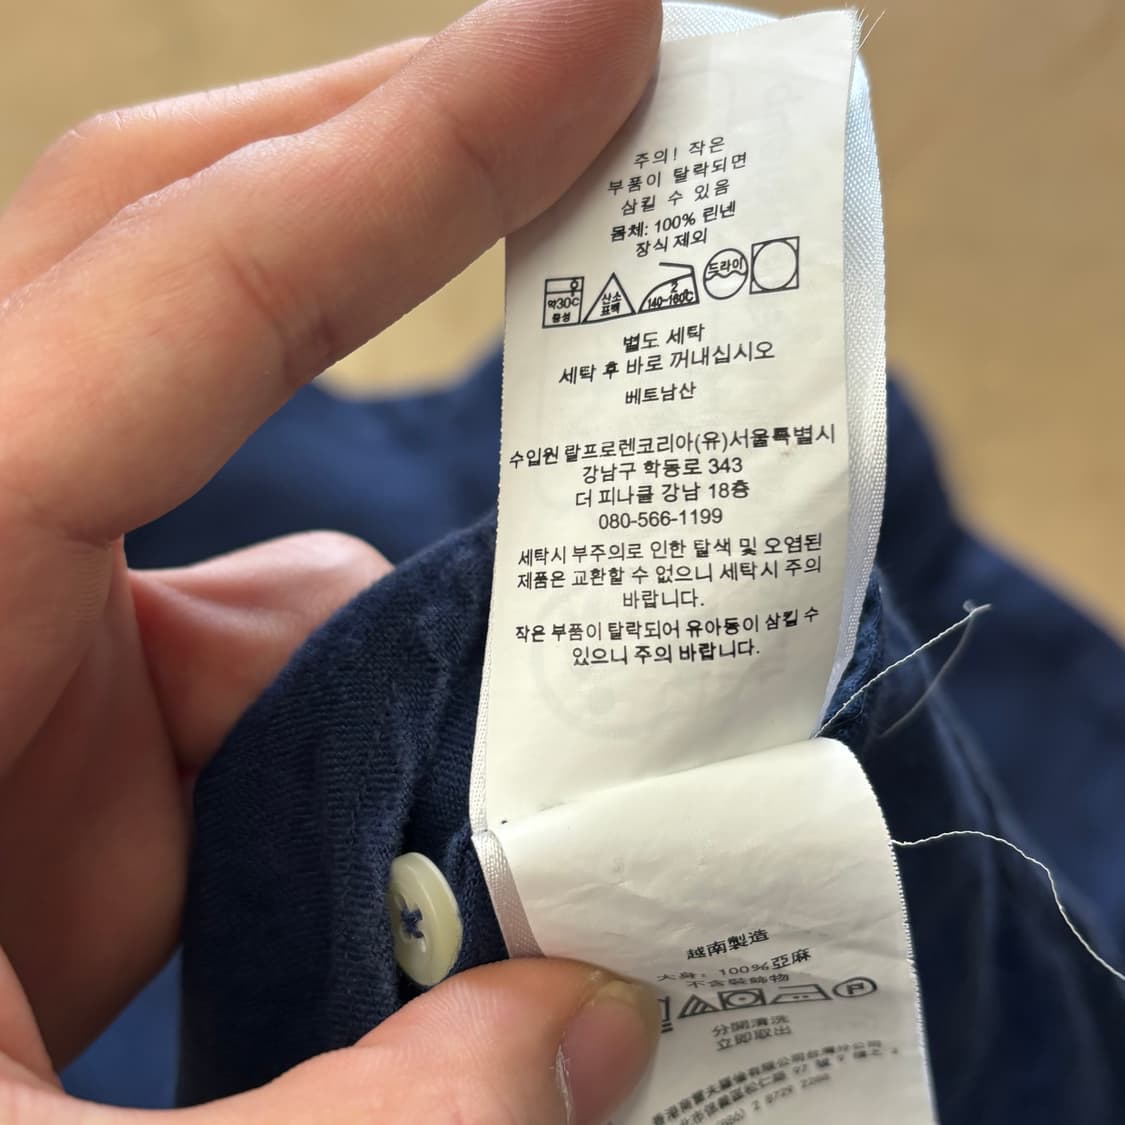 주의! 작은
부품이 탈락되면
삼킬 수 있음
몸체: 100% 린넨
장식 제외
약30℃ 중성
산소 표백
2 140-160℃
드라이
별도 세탁
세탁 후 바로 꺼내십시오
베트남산
수입원 랄프로렌코리아(유)서울특별시
강남구 학동로 343
더 피나클 강남 18층
080-566-1199
세탁시 부주의로 인한 탈색 및 오염된
제품은 교환할 수 없으니 세탁시 주의
바랍니다.
작은 부품이 탈락되어 유아동이 삼킬 수
있으니 주의 바랍니다.
越南製造
大身: 100%亞麻
不含裝飾物
P
分開清洗
立即取出